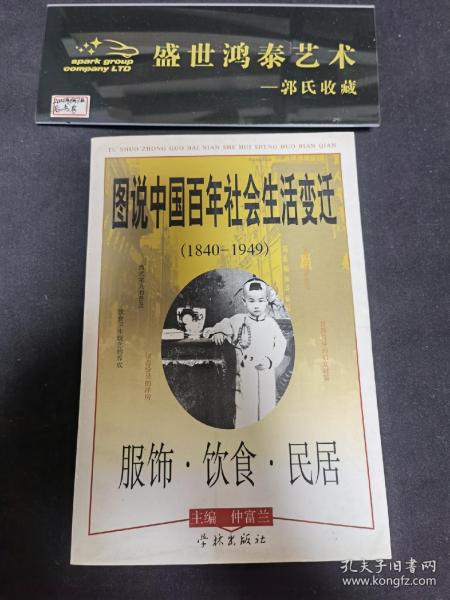 spark group
company LTD
盛世鸿泰艺术
—郭氏收藏
TU SHUO ZHONG GUO BAI NIAN SHE HUI SHENG HUO BIAN QIAN
图说中国百年社会生活变迁
(1840-1949)
服饰·饮食·民居
主编 仲富兰
学林出版社
孔夫子旧书网
www.kongfz.com